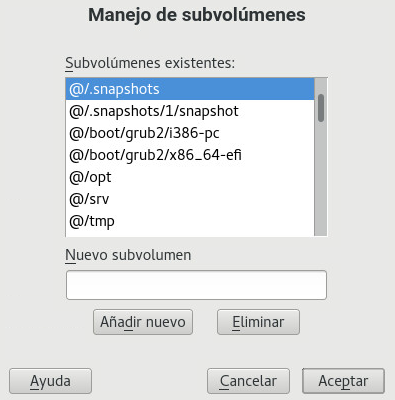 Manejo de subvolúmenes
Subvolúmenes existentes:
@/.snapshots
@/.snapshots/1/snapshot
@/boot/grub2/i386-pc
@/boot/grub2/x86_64-efi
@/opt
@/srv
@/tmp
Nuevo subvolumen
Añadir nuevo
Eliminar
Ayuda
Cancelar
Aceptar